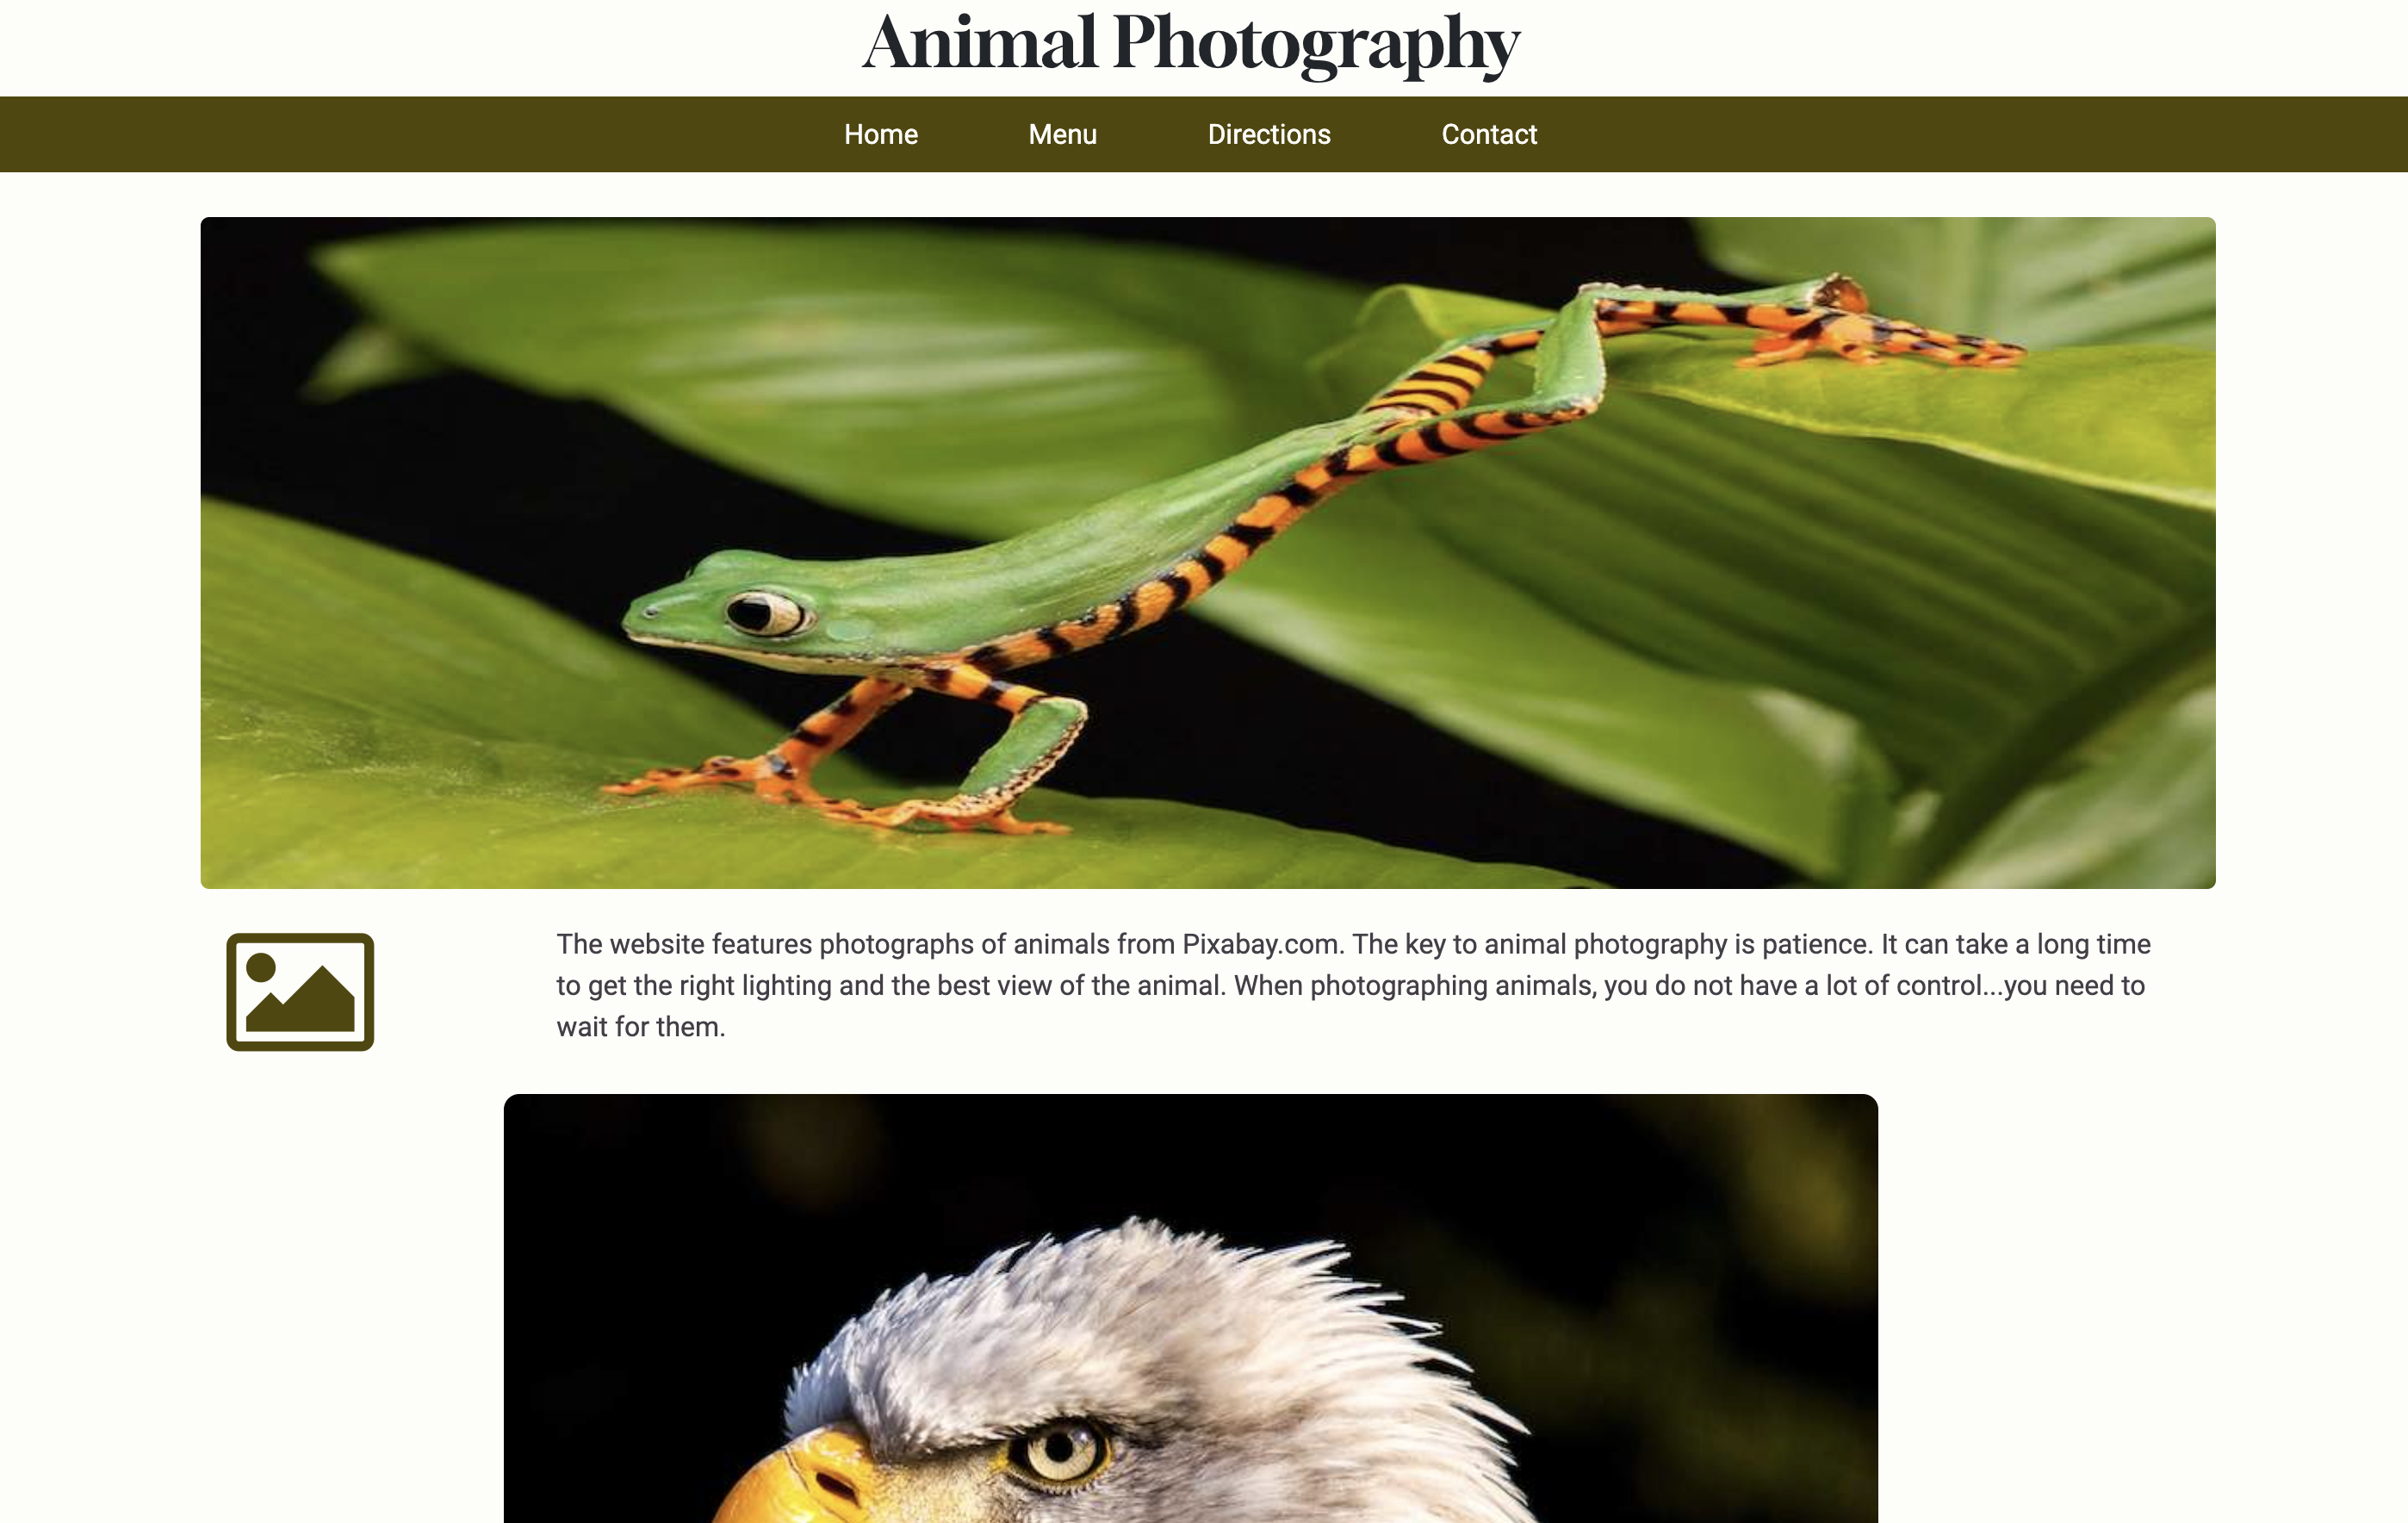 Animal Photography
Home Menu Directions Contact
The website features photographs of animals from Pixabay.com. The key to animal photography is patience. It can take a long time
to get the right lighting and the best view of the animal. When photographing animals, you do not have a lot of control...you need to
wait for them.